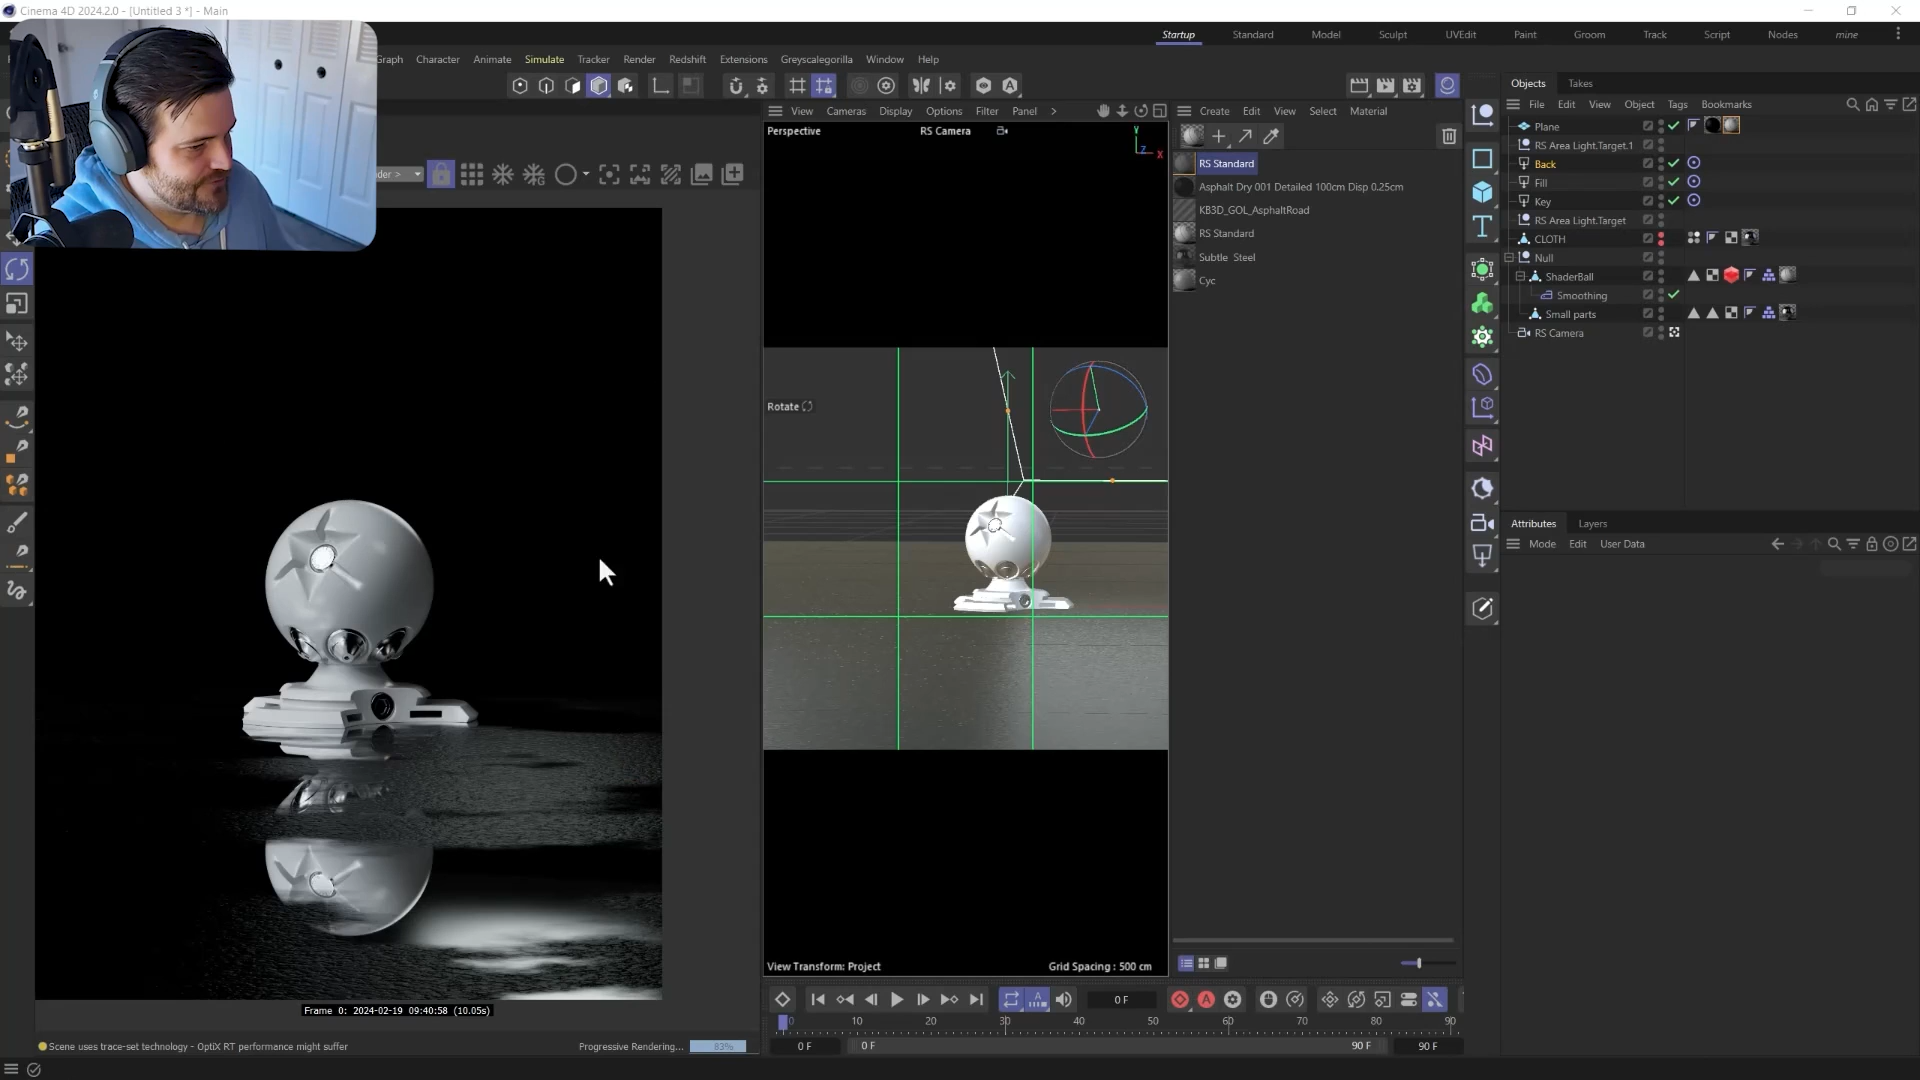 Cinema 4D 2024.2.0 - [Untitled 3 *] - Main
Startup Standard Model Sculpt UVEdit Paint Groom Track Script Nodes mine
Character Animate Simulate Tracker Render Redshift Extensions Greyscalegorilla Window Help
Objects Takes
File Edit View Object Tags Bookmarks
View Cameras Display Options Filter Panel >
Create Edit View Select Material
Perspective
RS Camera
Y
X
Z
RS Standard
Asphalt Dry 001 Detailed 100cm Disp 0.25cm
KB3D_GOL_AsphaltRoad
RS Standard
Subtle Steel
Cyc
Plane
RS Area Light.Target.1
Back
Fill
Key
RS Area Light.Target
CLOTH
Null
ShaderBall
Smoothing
Small parts
RS Camera
Rotate
Attributes Layers
Mode Edit User Data
View Transform: Project
Grid Spacing : 500 cm
0 F
0 10 20 30 40 50 60 70 80 90
0 F 0 F 90 F 90 F
Frame 0: 2024-02-19 09:40:58 (10.05s)
Scene uses trace-set technology - OptiX RT performance might suffer
Progressive Rendering... 83%